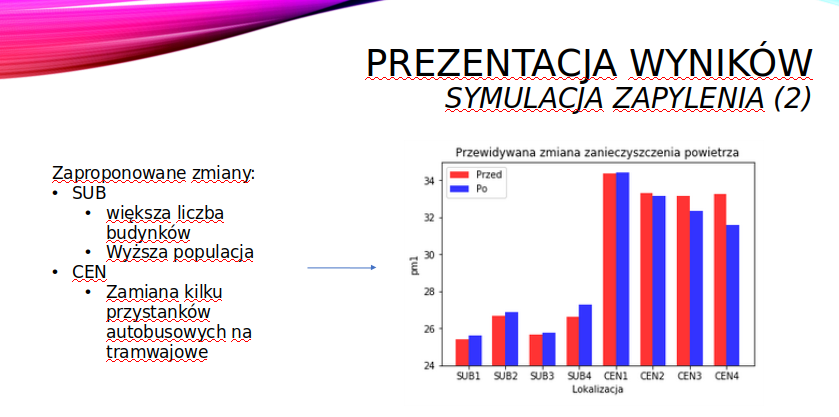 PREZENTACJA WYNIKÓW
SYMULACJA ZAPYLENIA (2)
Zaproponowane zmiany:
• SUB
• większa liczba
budynków
• Wyższa populacja
• CEN
• Zamiana kilku
przystanków
autobusowych na
tramwajowe
Przewidywana zmiana zanieczyszczenia powietrza
Przed
Po
34
32
30
28
26
24
pm1
SUB1 SUB2 SUB3 SUB4 CEN1 CEN2 CEN3 CEN4
Lokalizacja